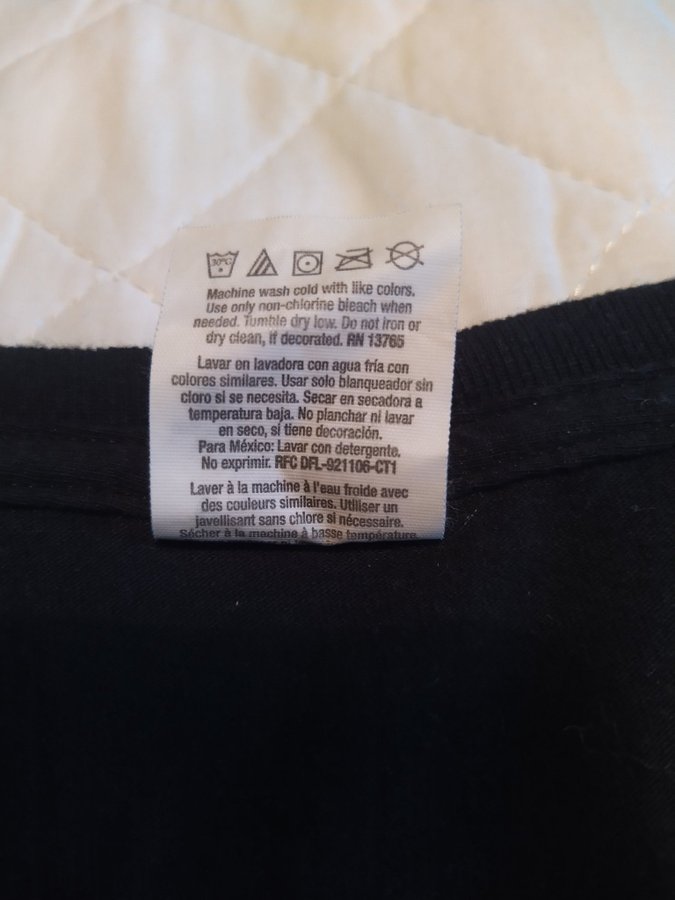 30°C
Machine wash cold with like colors.
Use only non-chlorine bleach when
needed. Tumble dry low. Do not iron or
dry clean, if decorated. RN 13765
Lavar en lavadora con agua fría con
colores similares. Usar solo blanqueador sin
cloro si se necesita. Secar en secadora a
temperatura baja. No planchar ni lavar
en seco, si tiene decoración.
Para México: Lavar con detergente.
No exprimir. RFC DFL-921106-CT1
Laver à la machine à l'eau froide avec
des couleurs similaires. Utiliser un
javellisant sans chlore si nécessaire.
Sécher à la machine à basse température.